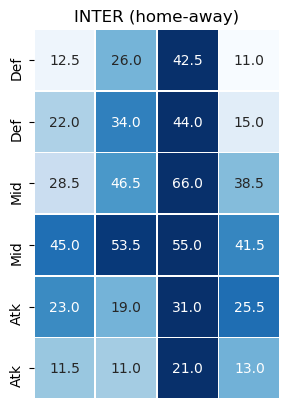 INTER (home-away)
Def 12.5 26.0 42.5 11.0
Def 22.0 34.0 44.0 15.0
Mid 28.5 46.5 66.0 38.5
Mid 45.0 53.5 55.0 41.5
Atk 23.0 19.0 31.0 25.5
Atk 11.5 11.0 21.0 13.0